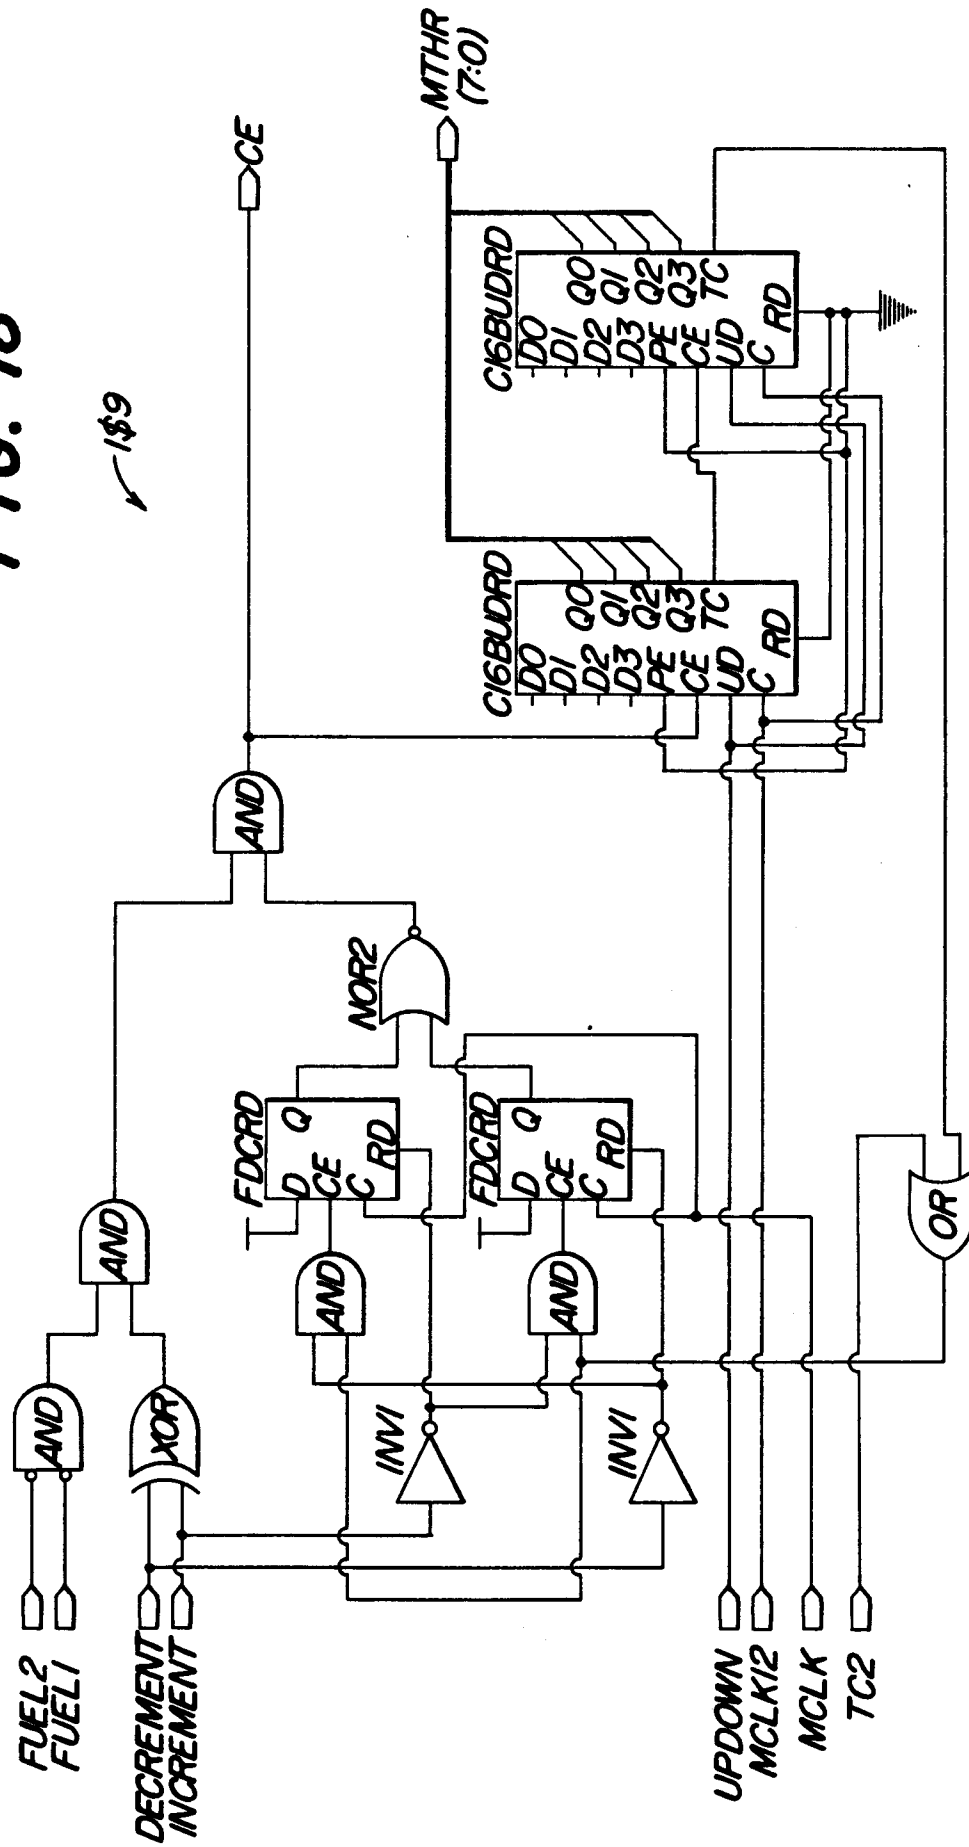 FIG.
1$9
FUEL2
FUEL1
DECREMENT
INCREMENT
AND
XOR
AND
AND
CE
INV1
INV1
AND
AND
FDCRD
D
CE
C
Q
RD
FDCRD
D
CE
C
Q
RD
NOR2
MTHR
(7:0)
C16BUDRD
D0
D1
D2
D3
PE
CE
UD
C
Q0
Q1
Q2
Q3
TC
RD
C16BUDRD
D0
D1
D2
D3
PE
CE
UD
C
Q0
Q1
Q2
Q3
TC
RD
UPDOWN
MCLK12
MCLK
TC2
OR